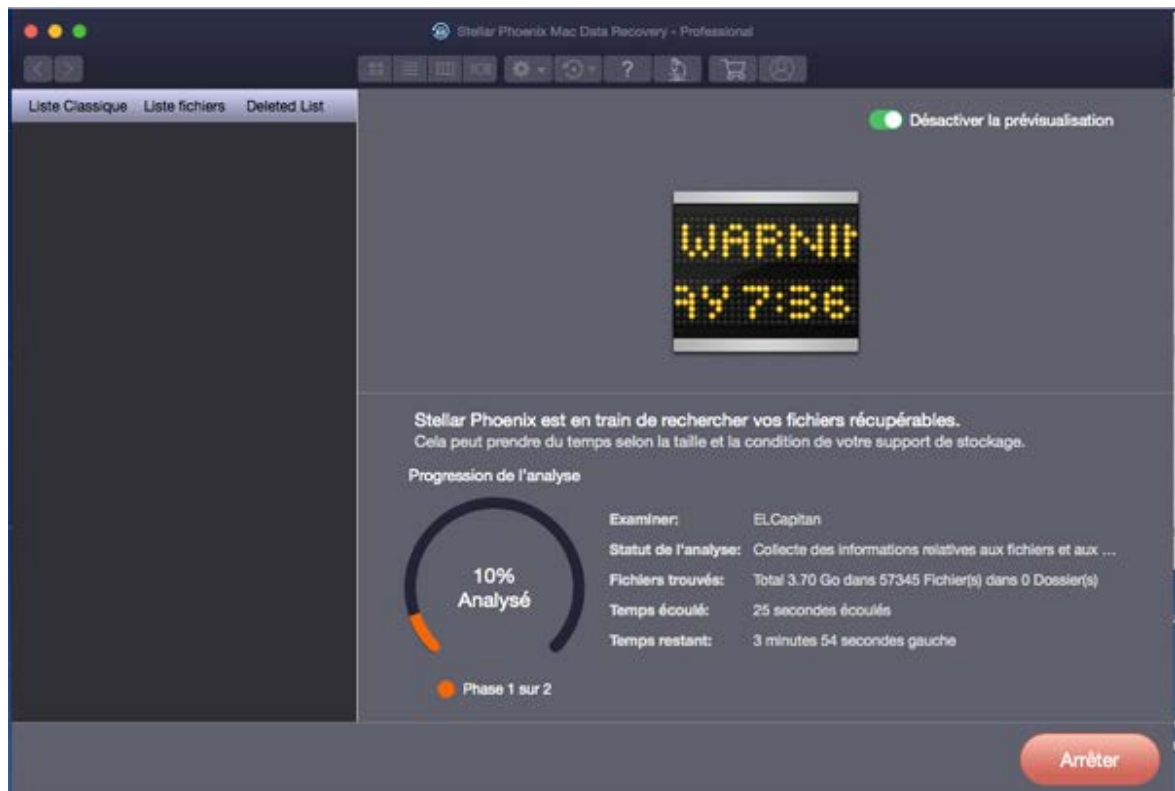 Stellar Phoenix Mac Data Recovery - Professional
?
Liste Classique Liste fichiers Deleted List
Désactiver la prévisualisation
WARNIN
AY 7:36
Stellar Phoenix est en train de rechercher vos fichiers récupérables.
Cela peut prendre du temps selon la taille et la condition de votre support de stockage.
Progression de l'analyse
10%
Analysé
Phase 1 sur 2
Examiner: ELCapitan
Statut de l'analyse: Collecte des informations relatives aux fichiers et aux ...
Fichiers trouvés: Total 3.70 Go dans 57345 Fichier(s) dans 0 Dossier(s)
Temps écoulé: 25 secondes écoulés
Temps restant: 3 minutes 54 secondes gauche
Arrêter